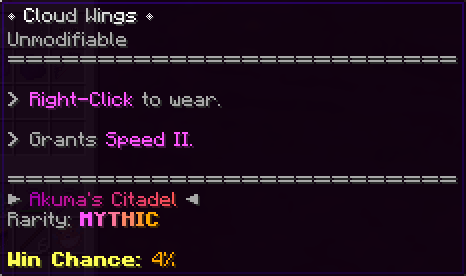 ◆ Cloud Wings ◆
Unmodifiable
==============================
> Right-Click to wear.
> Grants Speed II.
==============================
► Akuma's Citadel ◄
Rarity: MYTHIC
Win Chance: 4%